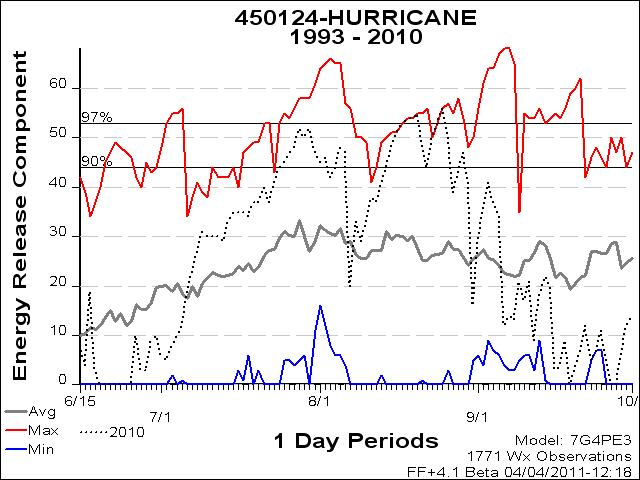 450124-HURRICANE
1993 - 2010
Energy Release Component
60
97%
50
90%
40
30
20
10
0
6/15
7/1
8/1
9/1
10/
Avg
Max
2010
Min
1 Day Periods
Model: 7G4PE3
1771 Wx Observations
FF+4.1 Beta 04/04/2011-12:18